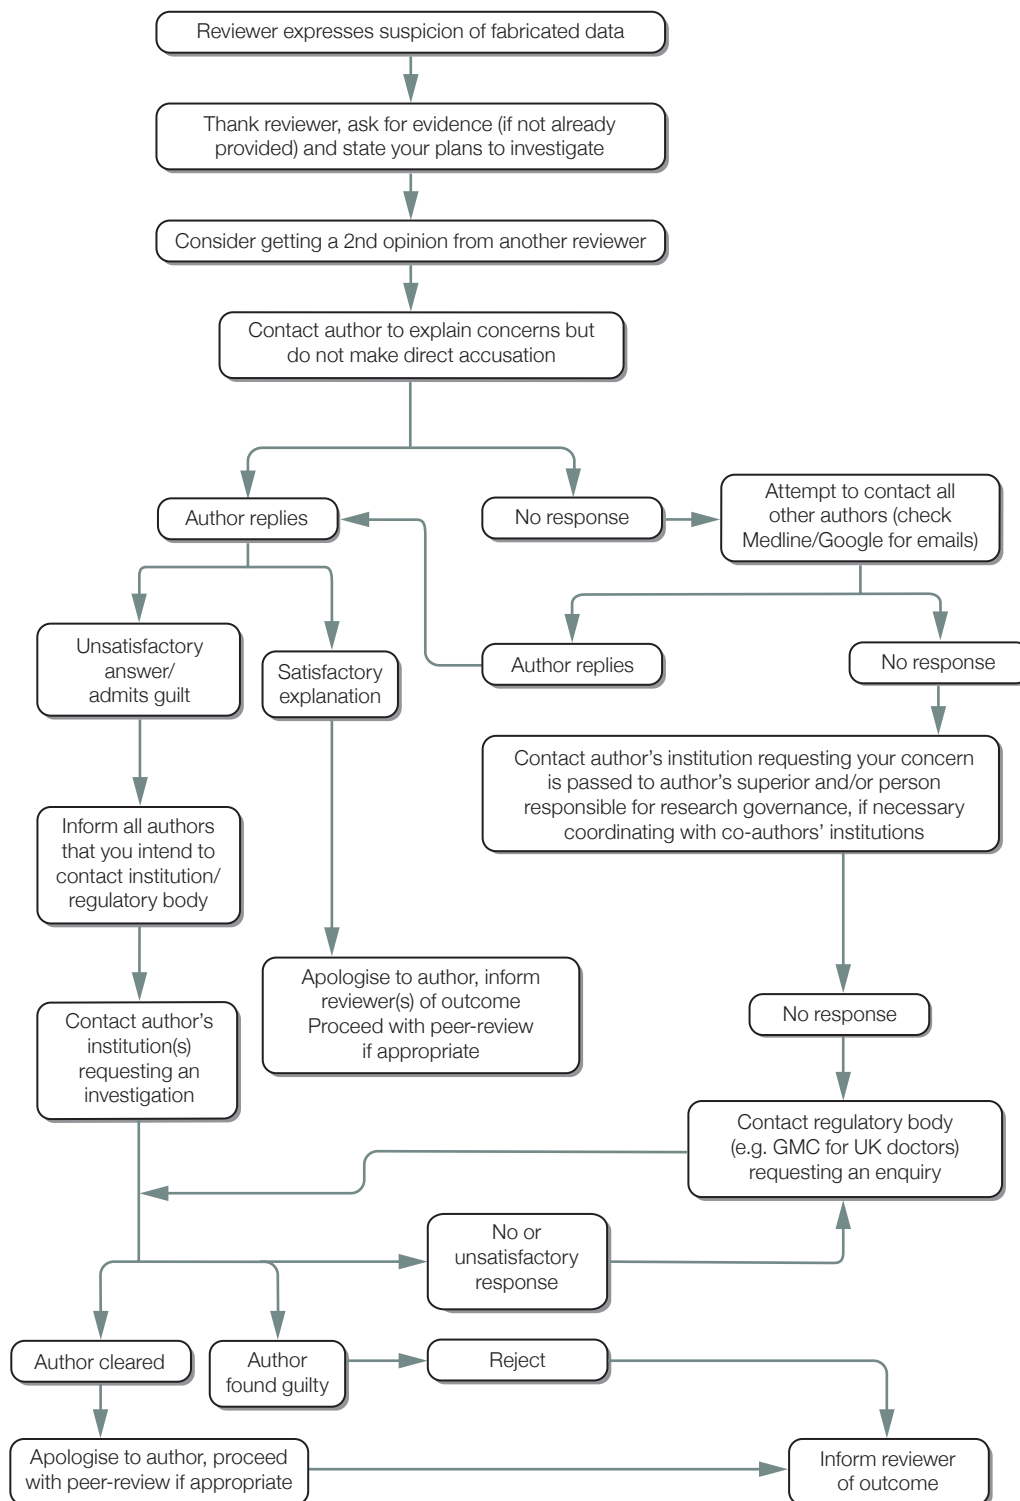 Reviewer expresses suspicion of fabricated data
Thank reviewer, ask for evidence (if not already
provided) and state your plans to investigate
Consider getting a 2nd opinion from another reviewer
Contact author to explain concerns but
do not make direct accusation
Author replies
No response
Attempt to contact all
other authors (check
Medline/Google for emails)
Unsatisfactory
answer/
admits guilt
Satisfactory
explanation
Author replies
No response
Contact author’s institution requesting your concern
is passed to author’s superior and/or person
responsible for research governance, if necessary
coordinating with co-authors’ institutions
Inform all authors
that you intend to
contact institution/
regulatory body
Apologise to author, inform
reviewer(s) of outcome
Proceed with peer-review
if appropriate
No response
Contact author’s
institution(s)
requesting an
investigation
Contact regulatory body
(e.g. GMC for UK doctors)
requesting an enquiry
No or
unsatisfactory
response
Author cleared
Author
found guilty
Reject
Apologise to author, proceed
with peer-review if appropriate
Inform reviewer
of outcome